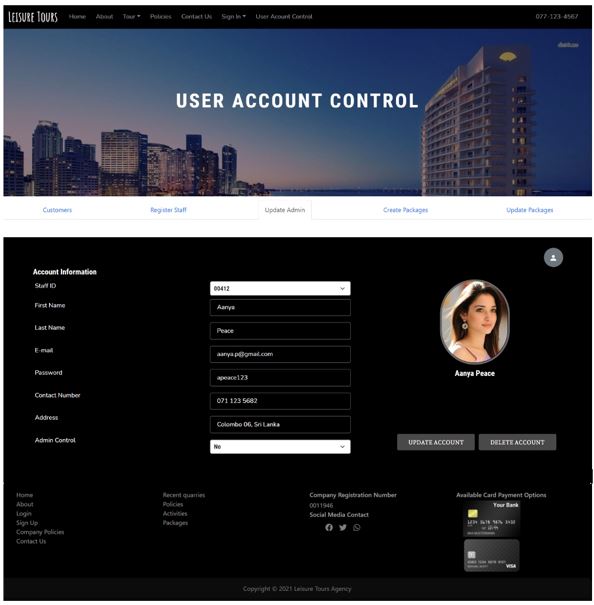 Leisure Tours Home About Tour Policies Contact Us Sign In User Acount Control 077-123-4567
USER ACCOUNT CONTROL
Customers Register Staff Update Admin Create Packages Update Packages
Account Information
Staff ID 00412
First Name Aanya
Last Name Peace
E-mail aanya.p@gmail.com
Password apeace123
Contact Number 071 123 5682
Address Colombo 06, Sri Lanka
Admin Control No
Aanya Peace
UPDATE ACCOUNT DELETE ACCOUNT
Home
About
Login
Sign Up
Company Policies
Contact Us
Recent quarries
Policies
Activities
Packages
Company Registration Number
0011946
Social Media Contact
Available Card Payment Options
Your Bank
VISA
Copyright © 2021 Leisure Tours Agency